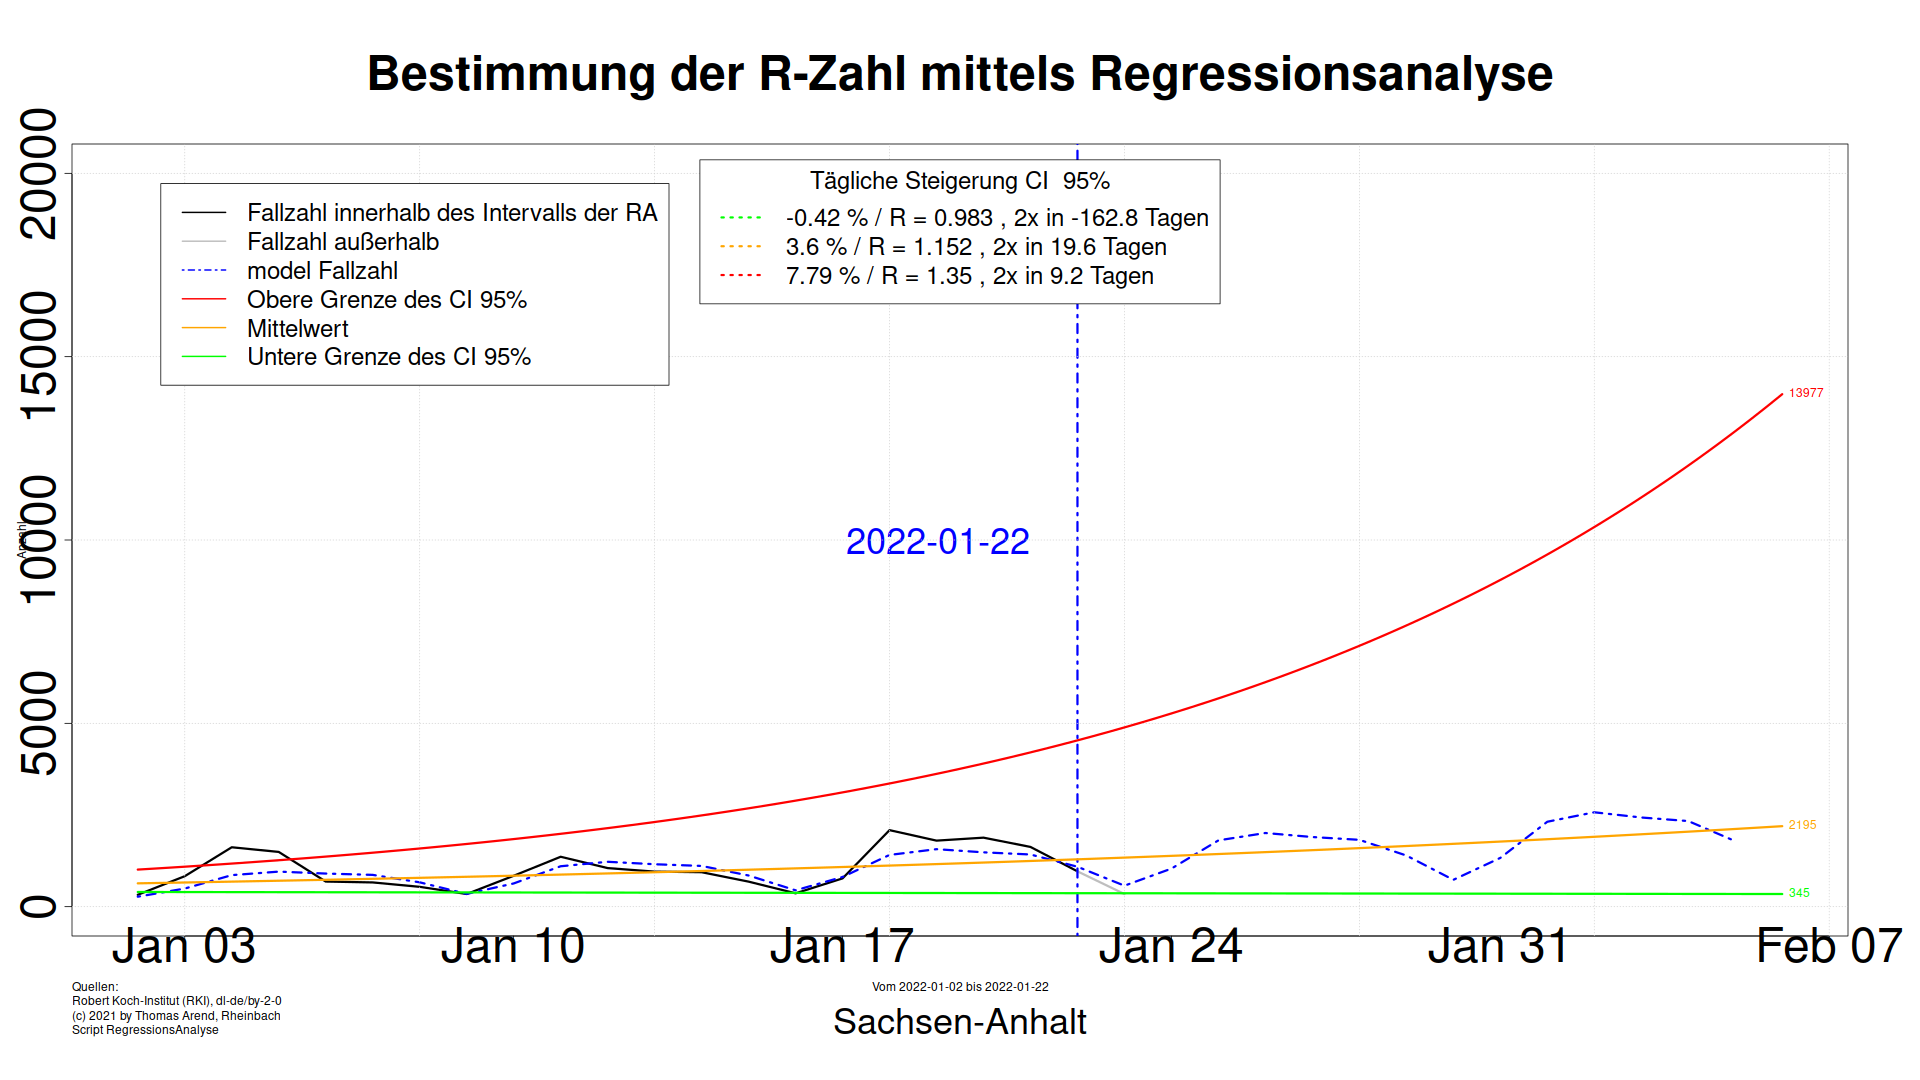 Bestimmung der R-Zahl mittels Regressionsanalyse
20000
15000
10000
5000
0
Anzahl
Fallzahl innerhalb des Intervalls der RA
Fallzahl außerhalb
model Fallzahl
Obere Grenze des CI 95%
Mittelwert
Untere Grenze des CI 95%
Tägliche Steigerung CI 95%
-0.42 % / R = 0.983 , 2x in -162.8 Tagen
3.6 % / R = 1.152 , 2x in 19.6 Tagen
7.79 % / R = 1.35 , 2x in 9.2 Tagen
2022-01-22
13977
2195
345
Jan 03
Jan 10
Jan 17
Jan 24
Jan 31
Feb 07
Quellen:
Robert Koch-Institut (RKI), dl-de/by-2-0
(c) 2021 by Thomas Arend, Rheinbach
Script RegressionsAnalyse
Vom 2022-01-02 bis 2022-01-22
Sachsen-Anhalt